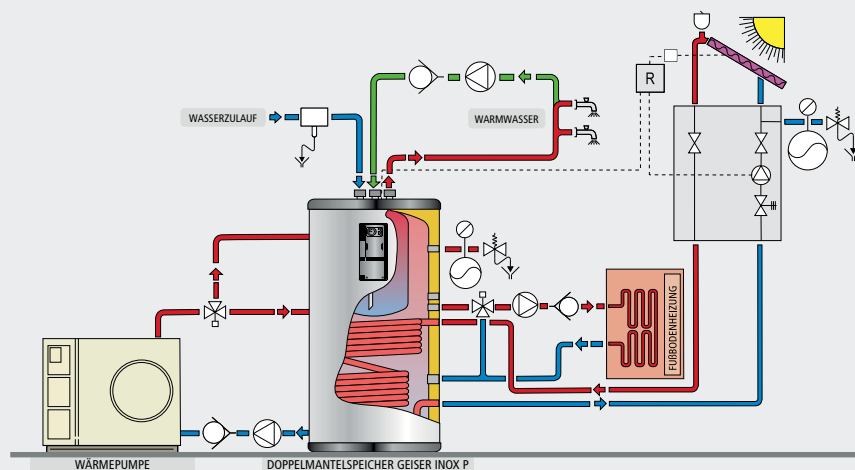 R
WASSERZULAUF
WARMWASSER
FUßBODENHEIZUNG
WÄRMEPUMPE
DOPPELMANTELSPEICHER GEISER INOX P